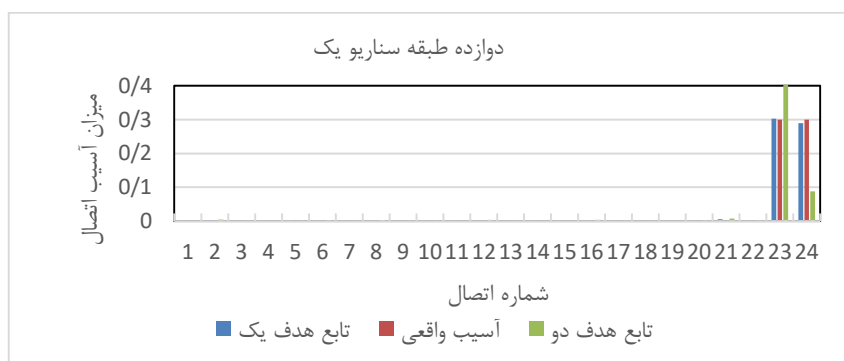 دوازده طبقه سناریو یک
0/4
0/3
0/2
0/1
0
میزان آسیب اتصال
1 2 3 4 5 6 7 8 9 10 11 12 13 14 15 16 17 18 19 20 21 22 23 24
شماره اتصال
تابع هدف یک آسیب واقعی تابع هدف دو